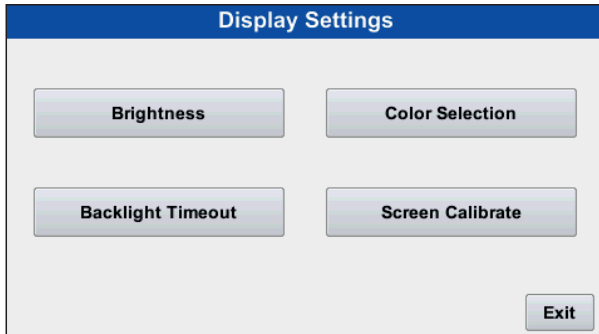 Display Settings
Brightness
Color Selection
Backlight Timeout
Screen Calibrate
Exit